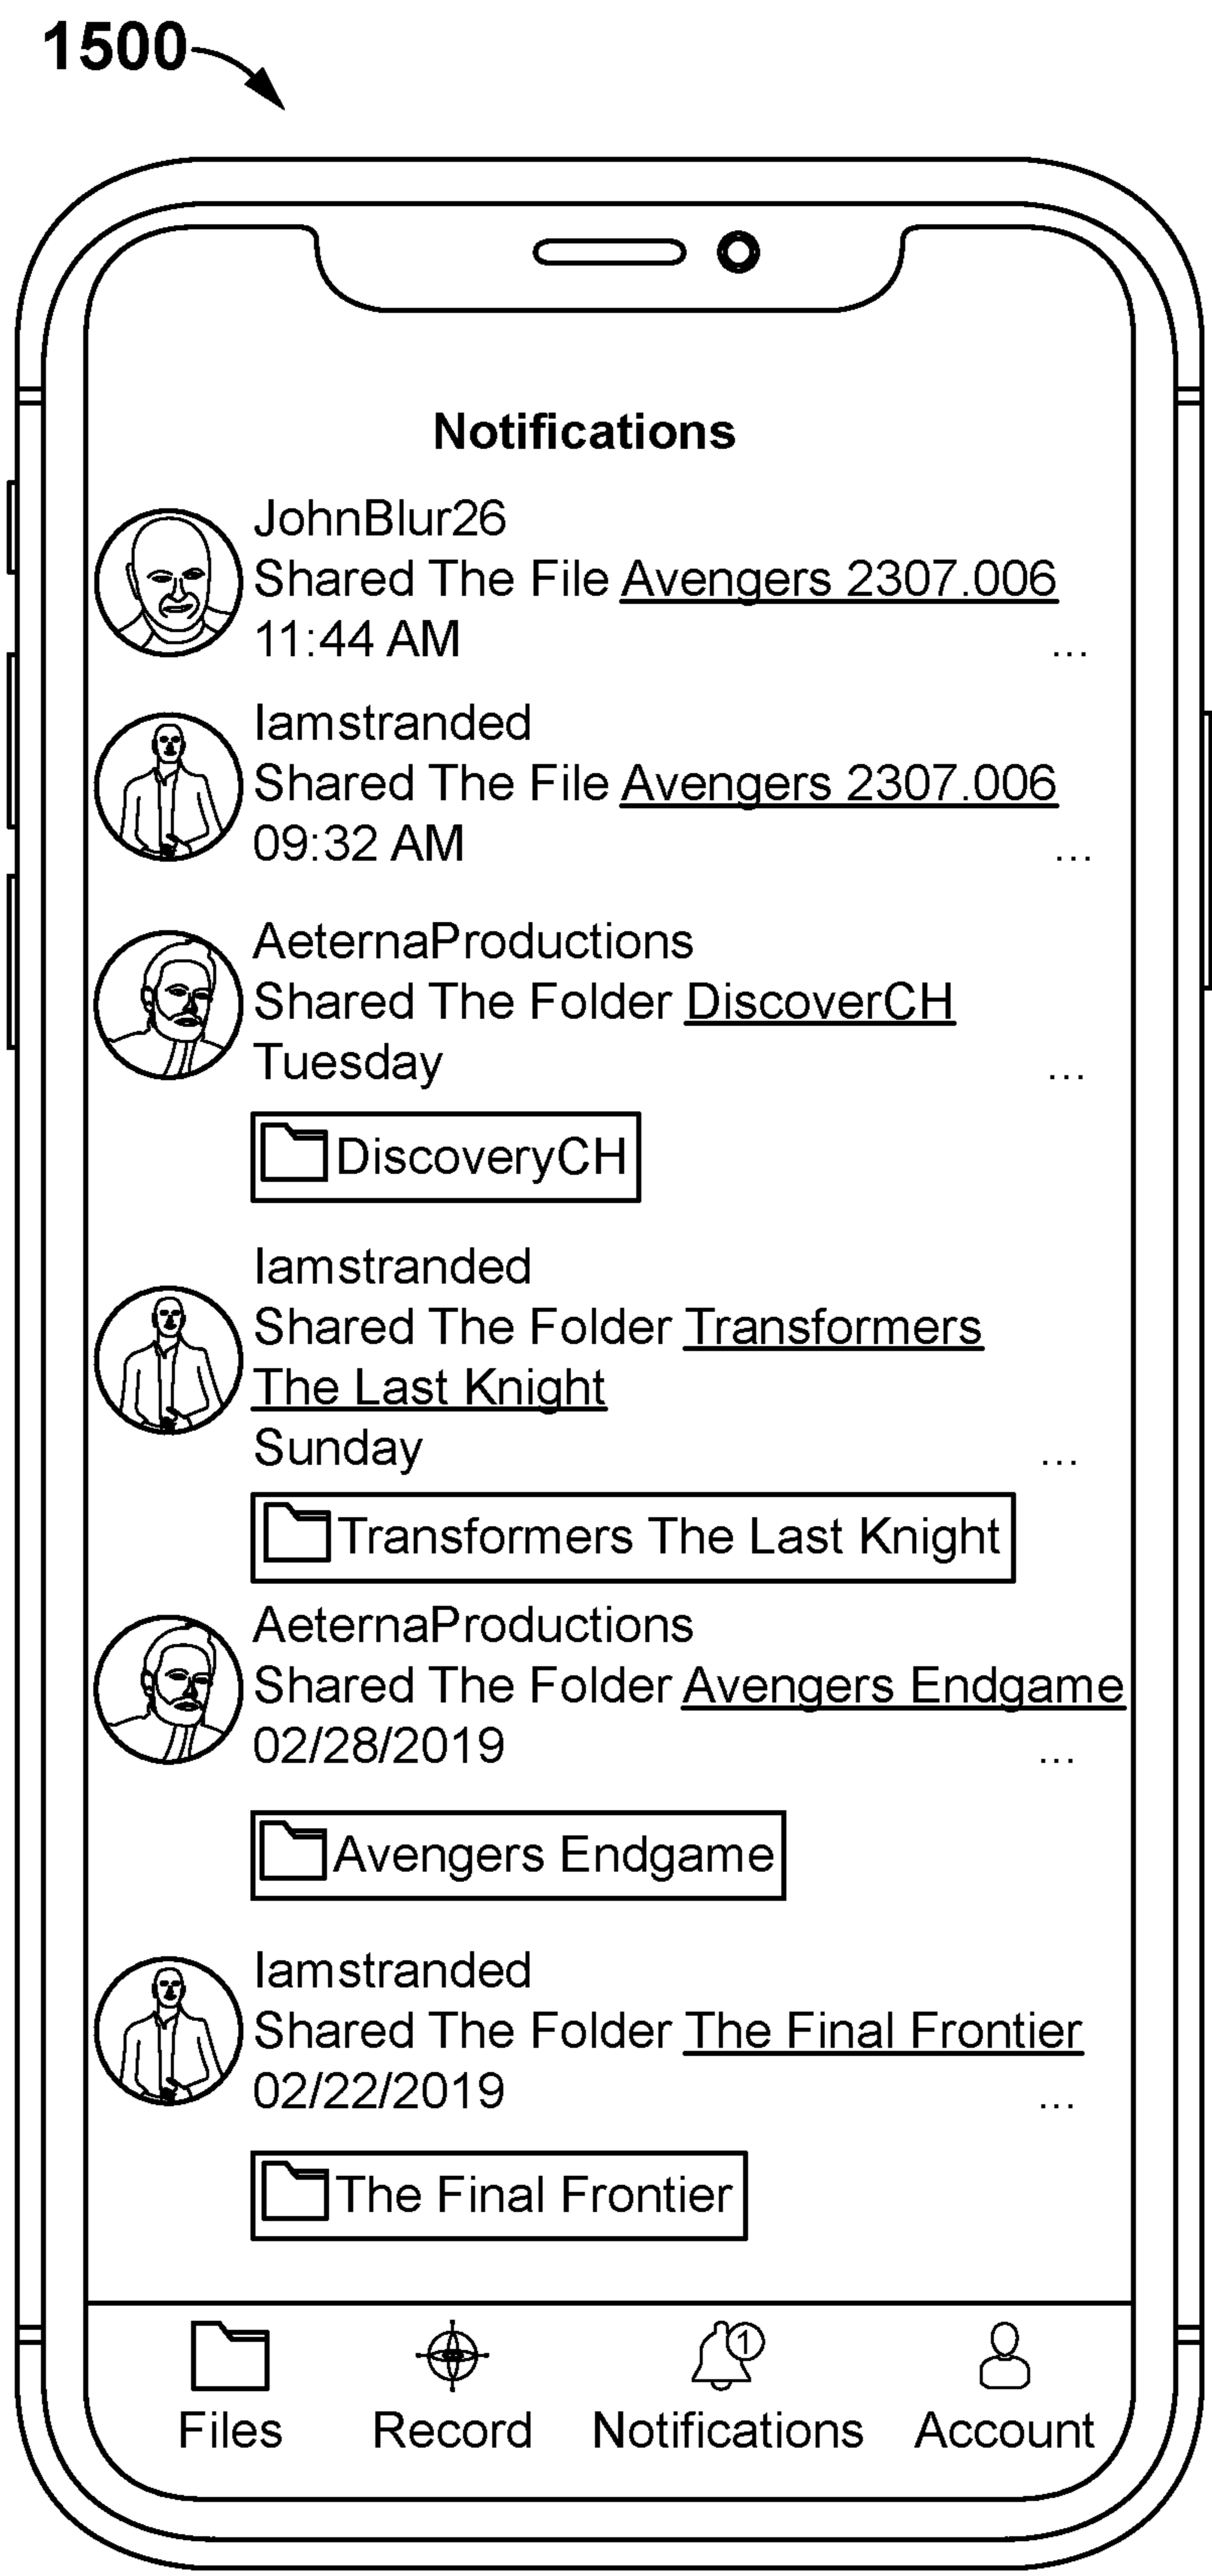 1500
Notifications
JohnBlur26
Shared The File Avengers 2307.006
11:44 AM
...
Iamstranded
Shared The File Avengers 2307.006
09:32 AM
...
AeternaProductions
Shared The Folder DiscoverCH
Tuesday
...
DiscoveryCH
Iamstranded
Shared The Folder Transformers
The Last Knight
Sunday
...
Transformers The Last Knight
AeternaProductions
Shared The Folder Avengers Endgame
02/28/2019
...
Avengers Endgame
Iamstranded
Shared The Folder The Final Frontier
02/22/2019
...
The Final Frontier
1
Files Record Notifications Account